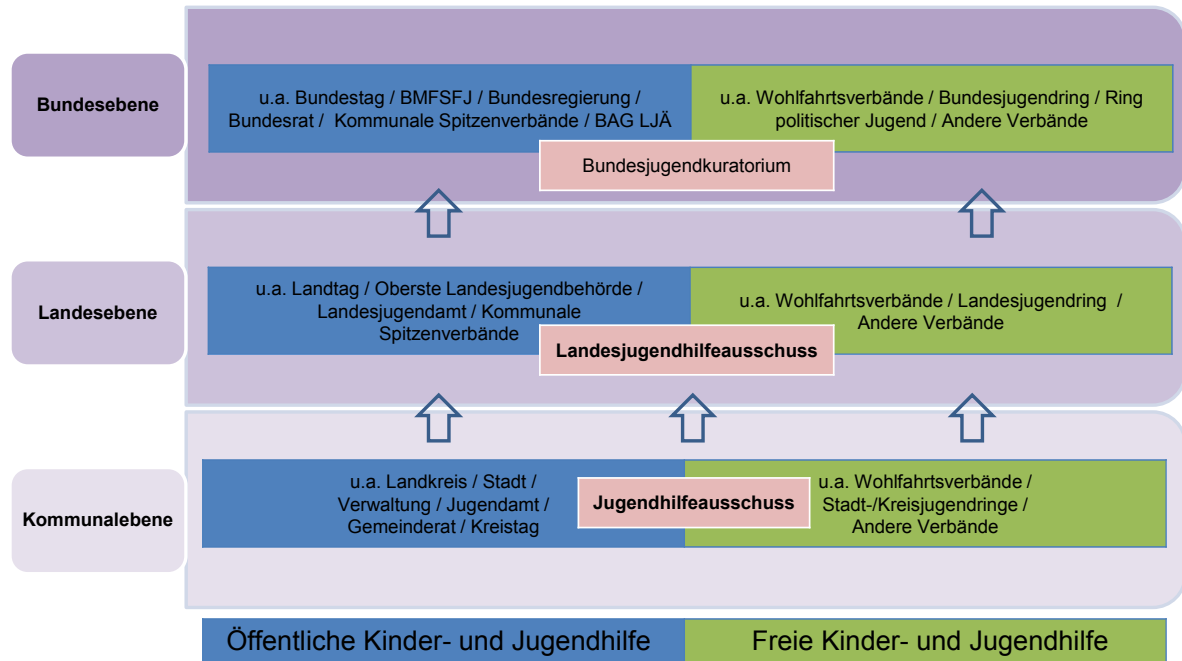 Bundesebene
u.a. Bundestag / BMFSFJ / Bundesregierung /
Bundesrat / Kommunale Spitzenverbände / BAG LJÄ
u.a. Wohlfahrtsverbände / Bundesjugendring / Ring
politischer Jugend / Andere Verbände
Bundesjugendkuratorium
Landesebene
u.a. Landtag / Oberste Landesjugendbehörde /
Landesjugendamt / Kommunale
Spitzenverbände
u.a. Wohlfahrtsverbände / Landesjugendring /
Andere Verbände
Landesjugendhilfeausschuss
Kommunalebene
u.a. Landkreis / Stadt /
Verwaltung / Jugendamt /
Gemeinderat / Kreistag
Jugendhilfeausschuss
u.a. Wohlfahrtsverbände /
Stadt-/Kreisjugendringe /
Andere Verbände
Öffentliche Kinder- und Jugendhilfe
Freie Kinder- und Jugendhilfe